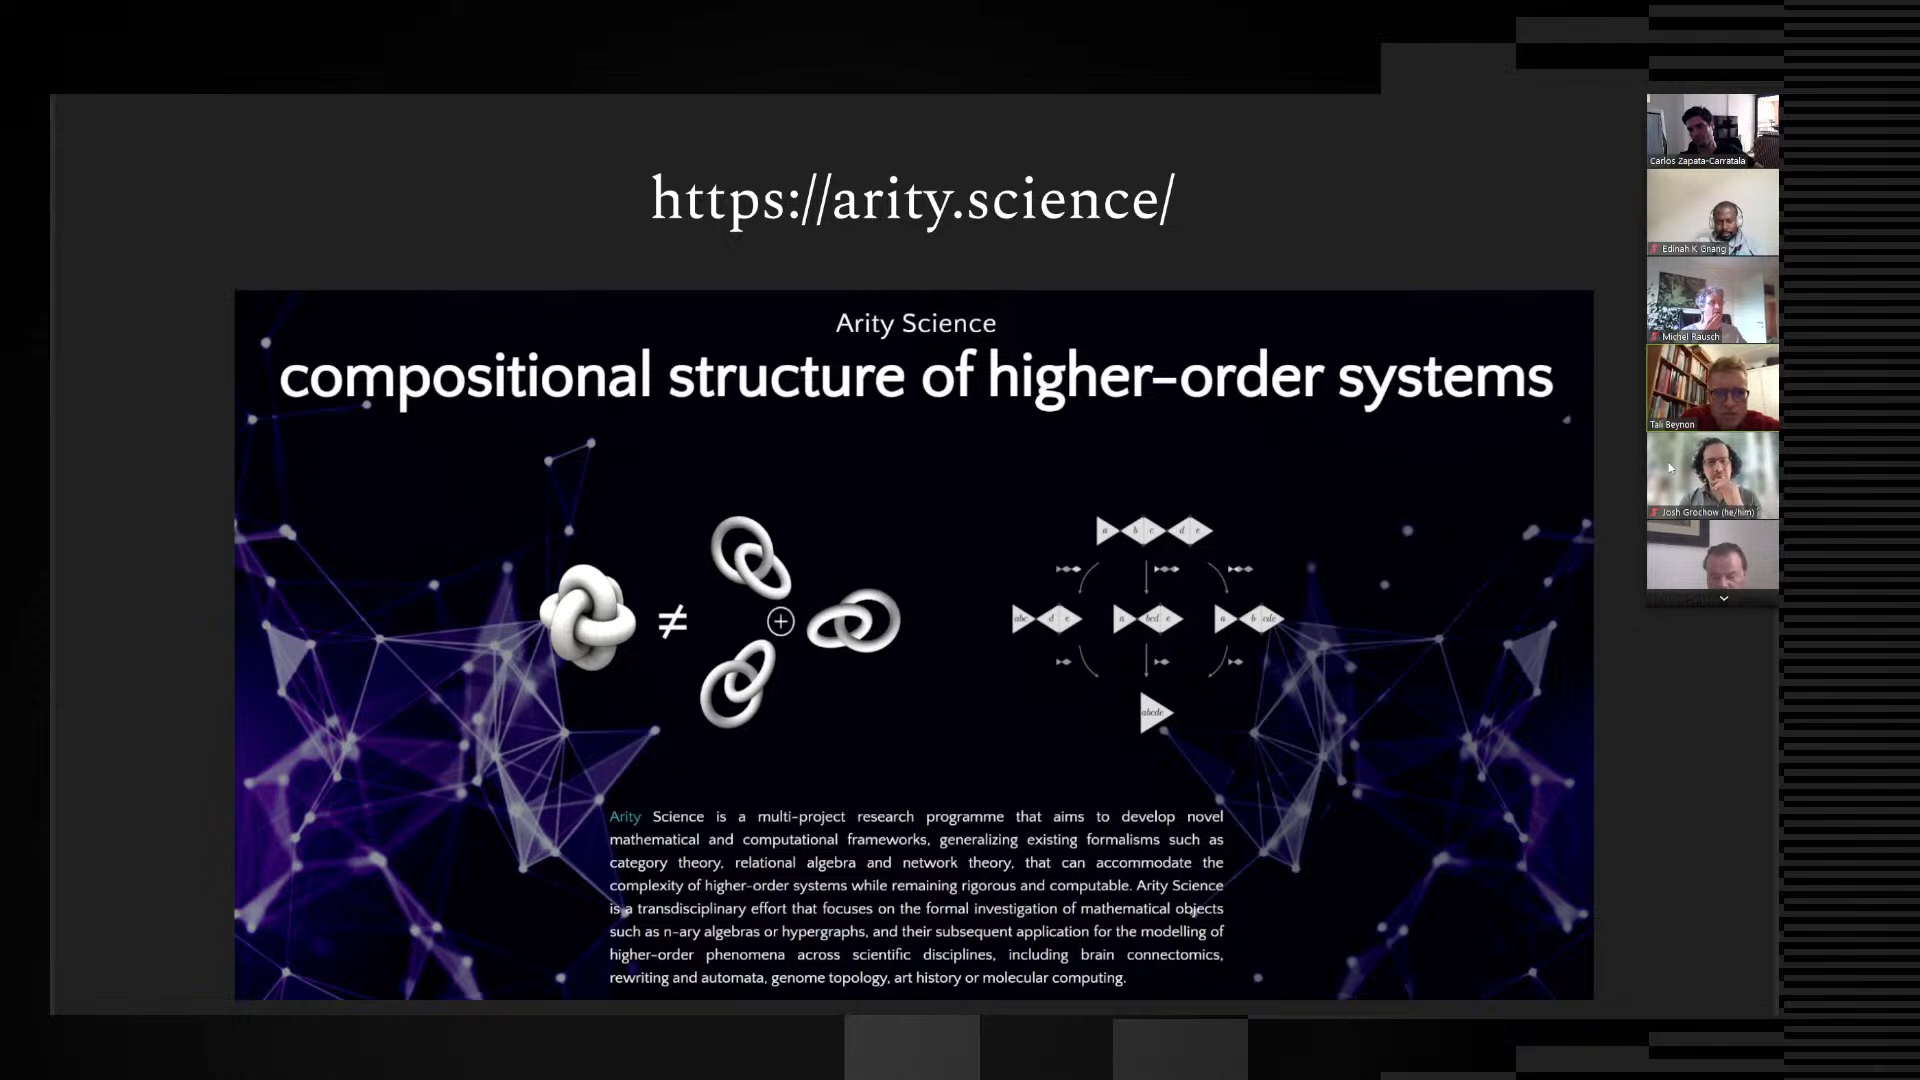 https://arity.science/
Arity Science
compositional structure of higher-order systems
≠
+
a b c d e
abc d e
a bcd e
a b cde
abcde
Arity Science is a multi-project research programme that aims to develop novel
mathematical and computational frameworks, generalizing existing formalisms such as
category theory, relational algebra and network theory, that can accommodate the
complexity of higher-order systems while remaining rigorous and computable. Arity Science
is a transdisciplinary effort that focuses on the formal investigation of mathematical objects
such as n-ary algebras or hypergraphs, and their subsequent application for the modelling of
higher-order phenomena across scientific disciplines, including brain connectomics,
rewriting and automata, genome topology, art history or molecular computing.
Carlos Zapata-Carratala
Edinah K Gnang
Michel Rausch
Tali Beynon
Josh Grochow (he/him)